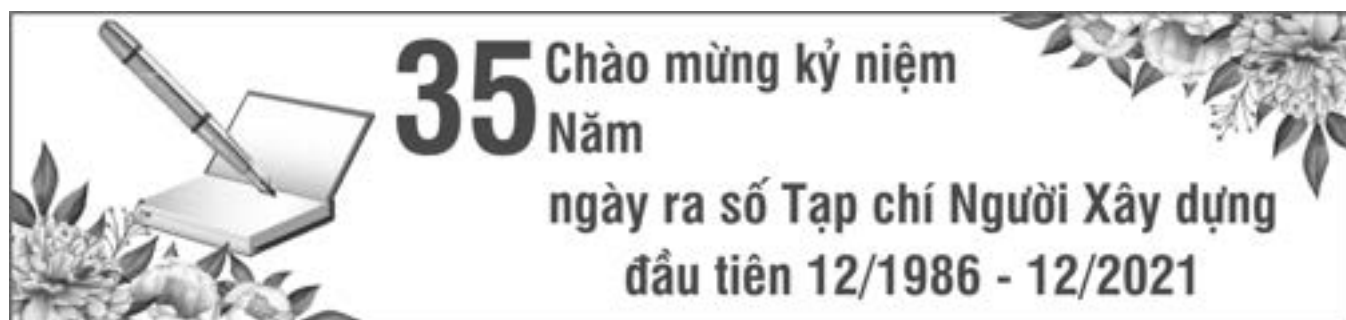 Chào mừng kỷ niệm
35 Năm
ngày ra số Tạp chí Người Xây dựng
đầu tiên 12/1986 - 12/2021